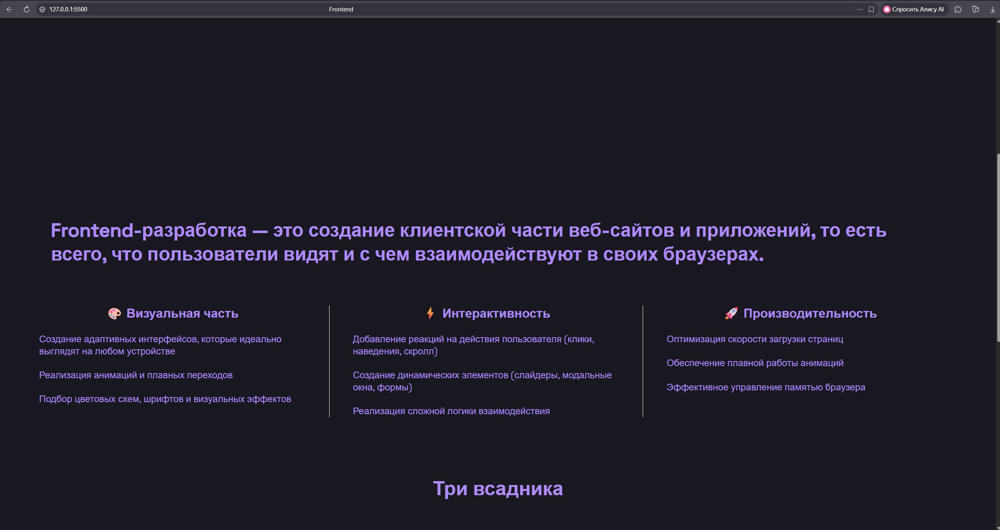 127.0.0.1:5500
Frontend
Спросить Алису AI
Frontend-разработка — это создание клиентской части веб-сайтов и приложений, то есть
всего, что пользователи видят и с чем взаимодействуют в своих браузерах.
🎨 Визуальная часть
Создание адаптивных интерфейсов, которые идеально
выглядят на любом устройстве
Реализация анимаций и плавных переходов
Подбор цветовых схем, шрифтов и визуальных эффектов
⚡ Интерактивность
Добавление реакций на действия пользователя (клики,
наведения, скролл)
Создание динамических элементов (слайдеры, модальные
окна, формы)
Реализация сложной логики взаимодействия
🚀 Производительность
Оптимизация скорости загрузки страниц
Обеспечение плавной работы анимаций
Эффективное управление памятью браузера
Три всадника